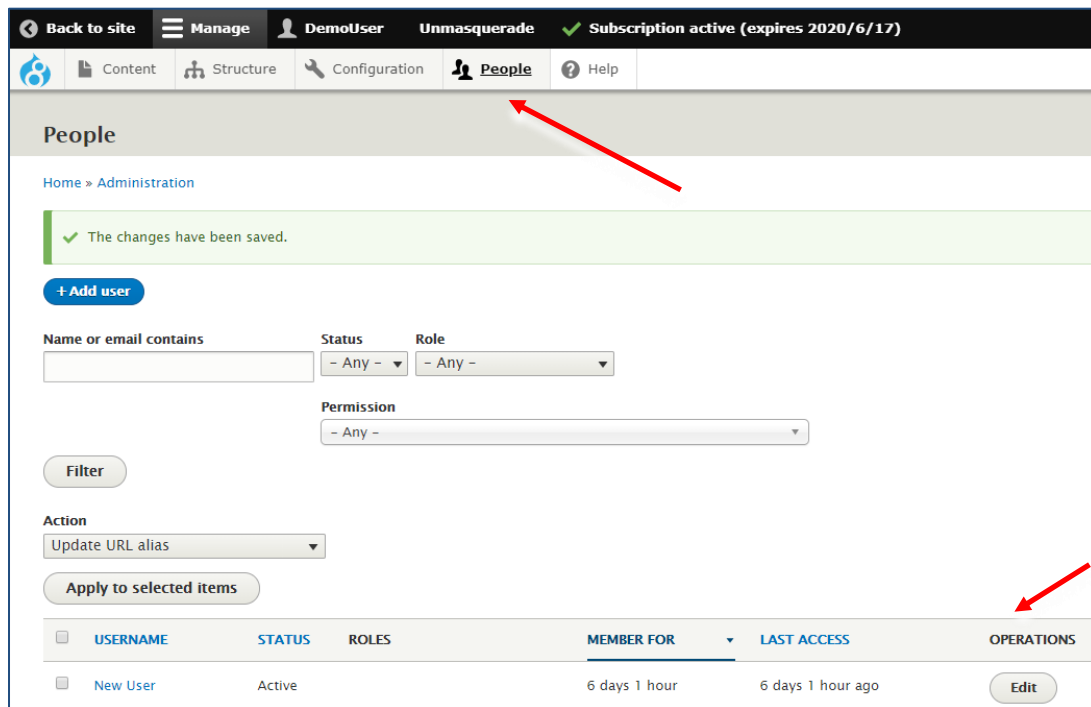 Back to site Manage DemoUser Unmasquerade Subscription active (expires 2020/6/17)
Content Structure Configuration People Help
People
Home » Administration
The changes have been saved.
+ Add user
Name or email contains Status Role
- Any - - Any -
Permission
- Any -
Filter
Action
Update URL alias
Apply to selected items
USERNAME STATUS ROLES MEMBER FOR LAST ACCESS OPERATIONS
New User Active 6 days 1 hour 6 days 1 hour ago Edit